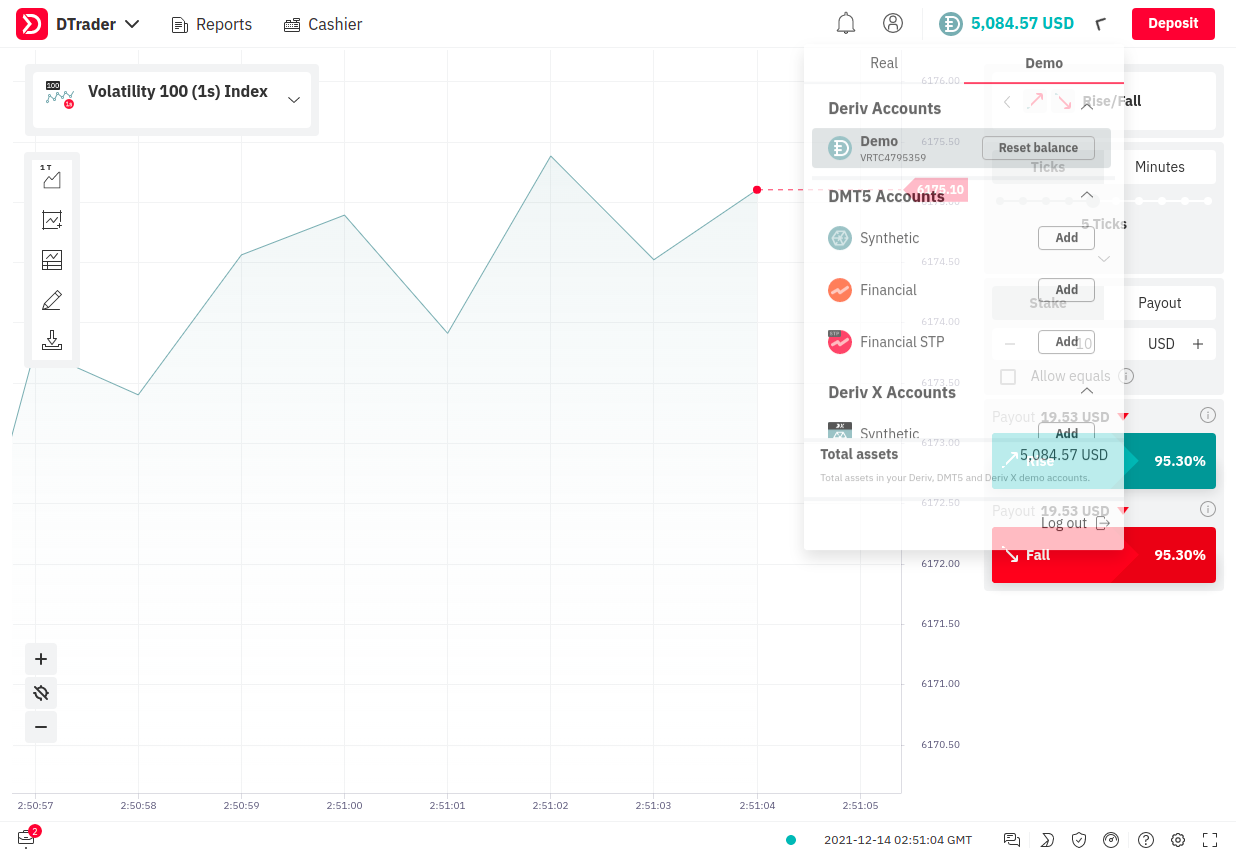 DTrader
Reports
Cashier
5,084.57 USD
Deposit
Volatility 100 (1s) Index
100
1s
1T
Real
Demo
Deriv Accounts
Demo
VRTC4795359
Reset balance
DMT5 Accounts
Synthetic
Add
Financial
Add
STP
Financial STP
Add
Deriv X Accounts
Synthetic
Add
Total assets
5,084.57 USD
Total assets in your Deriv, DMT5 and Deriv X demo accounts.
Log out
Rise/Fall
Ticks
Minutes
5 Ticks
Stake
Payout
10
USD
Allow equals
Payout 19.53 USD
Rise
95.30%
Payout 19.53 USD
Fall
95.30%
6176.00
6175.50
6175.10
6174.50
6174.00
6173.50
6173.00
6172.50
6172.00
6171.50
6171.00
6170.50
2:50:57
2:50:58
2:50:59
2:51:00
2:51:01
2:51:02
2:51:03
2:51:04
2:51:05
2
2021-12-14 02:51:04 GMT